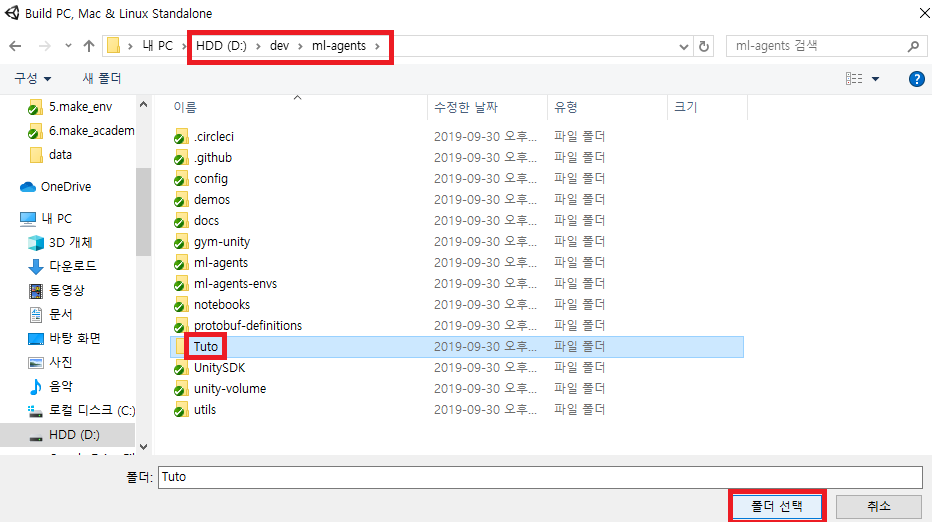 Build PC, Mac & Linux Standalone
내 PC > HDD (D:) > dev > ml-agents >
ml-agents 검색
구성
새 폴더
이름 수정한 날짜 유형 크기
5.make_env
6.make_academ
data
OneDrive
내 PC
3D 개체
다운로드
동영상
문서
바탕 화면
사진
음악
로컬 디스크 (C:)
HDD (D:)
.circleci 2019-09-30 오후... 파일 폴더
.github 2019-09-30 오후... 파일 폴더
config 2019-09-30 오후... 파일 폴더
demos 2019-09-30 오후... 파일 폴더
docs 2019-09-30 오후... 파일 폴더
gym-unity 2019-09-30 오후... 파일 폴더
ml-agents 2019-09-30 오후... 파일 폴더
ml-agents-envs 2019-09-30 오후... 파일 폴더
notebooks 2019-09-30 오후... 파일 폴더
protobuf-definitions 2019-09-30 오후... 파일 폴더
Tuto 2019-09-30 오후... 파일 폴더
UnitySDK 2019-09-30 오후... 파일 폴더
unity-volume 2019-09-30 오후... 파일 폴더
utils 2019-09-30 오후... 파일 폴더
폴더: Tuto
폴더 선택
취소